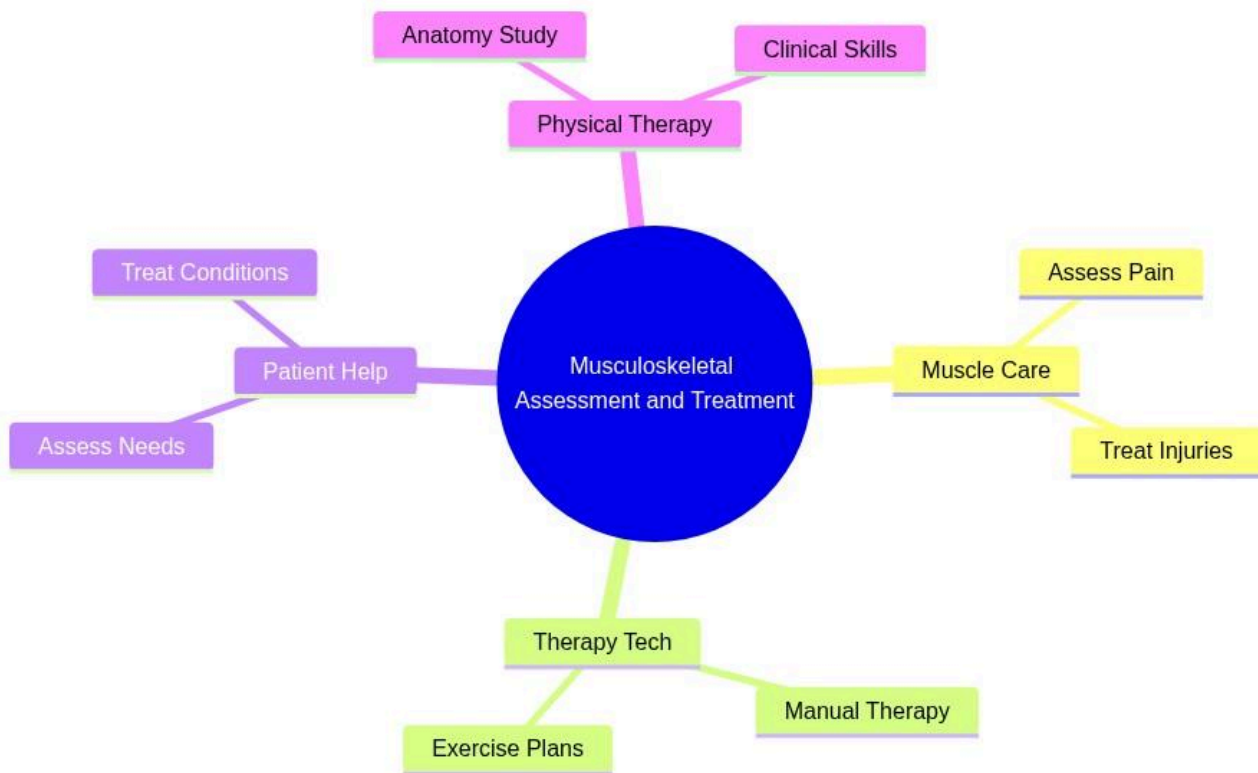 Anatomy Study
Clinical Skills
Physical Therapy
Treat Conditions
Assess Pain
Patient Help
Musculoskeletal
Assessment and Treatment
Muscle Care
Assess Needs
Treat Injuries
Therapy Tech
Manual Therapy
Exercise Plans